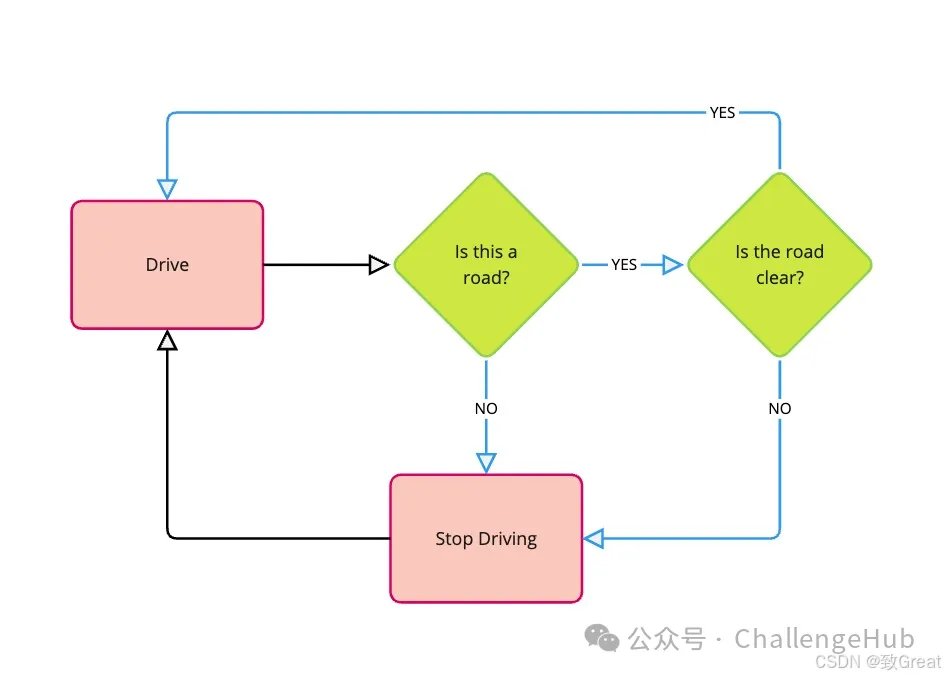 YES
Drive
Is this a
road?
YES
Is the road
clear?
NO
NO
Stop Driving
公众号 · ChallengeHub
CSDN @致Great